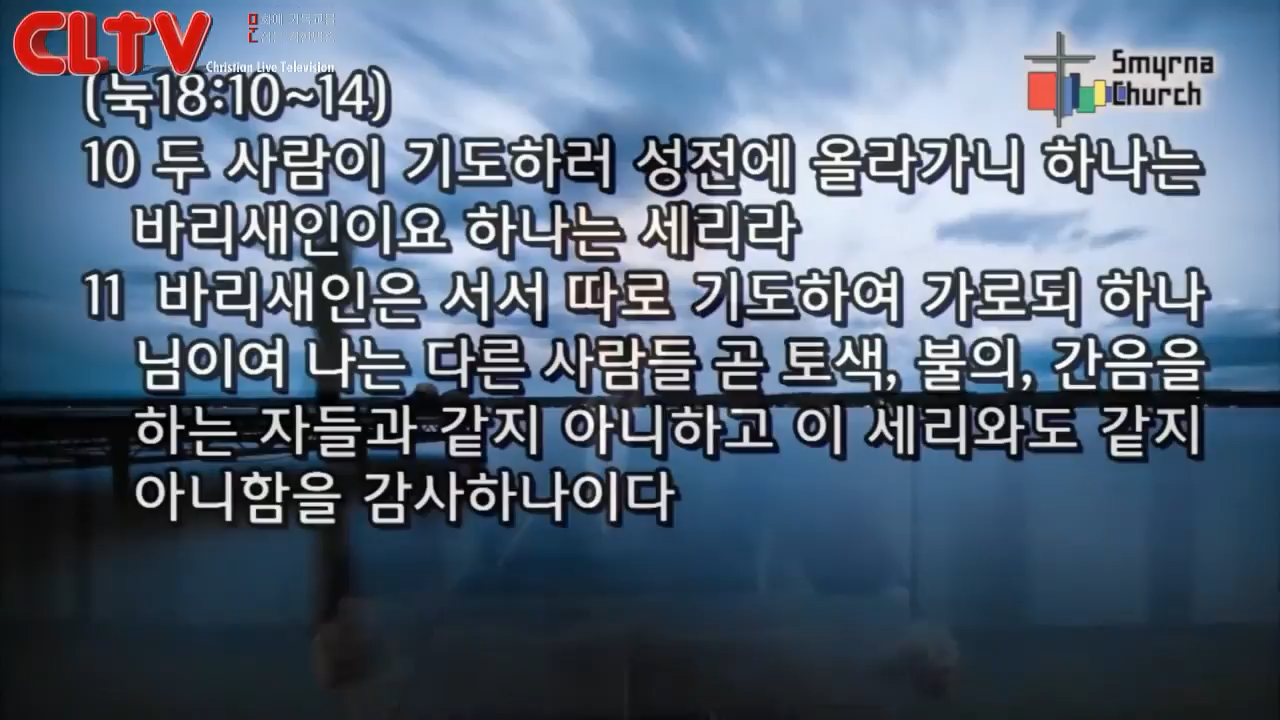 CLTV
Christian Live Television
Smyrna
Church
(눅18:10~14)
10 두 사람이 기도하러 성전에 올라가니 하나는
바리새인이요 하나는 세리라
11 바리새인은 서서 따로 기도하여 가로되 하나
님이여 나는 다른 사람들 곧 토색, 불의, 간음을
하는 자들과 같지 아니하고 이 세리와도 같지
아니함을 감사하나이다